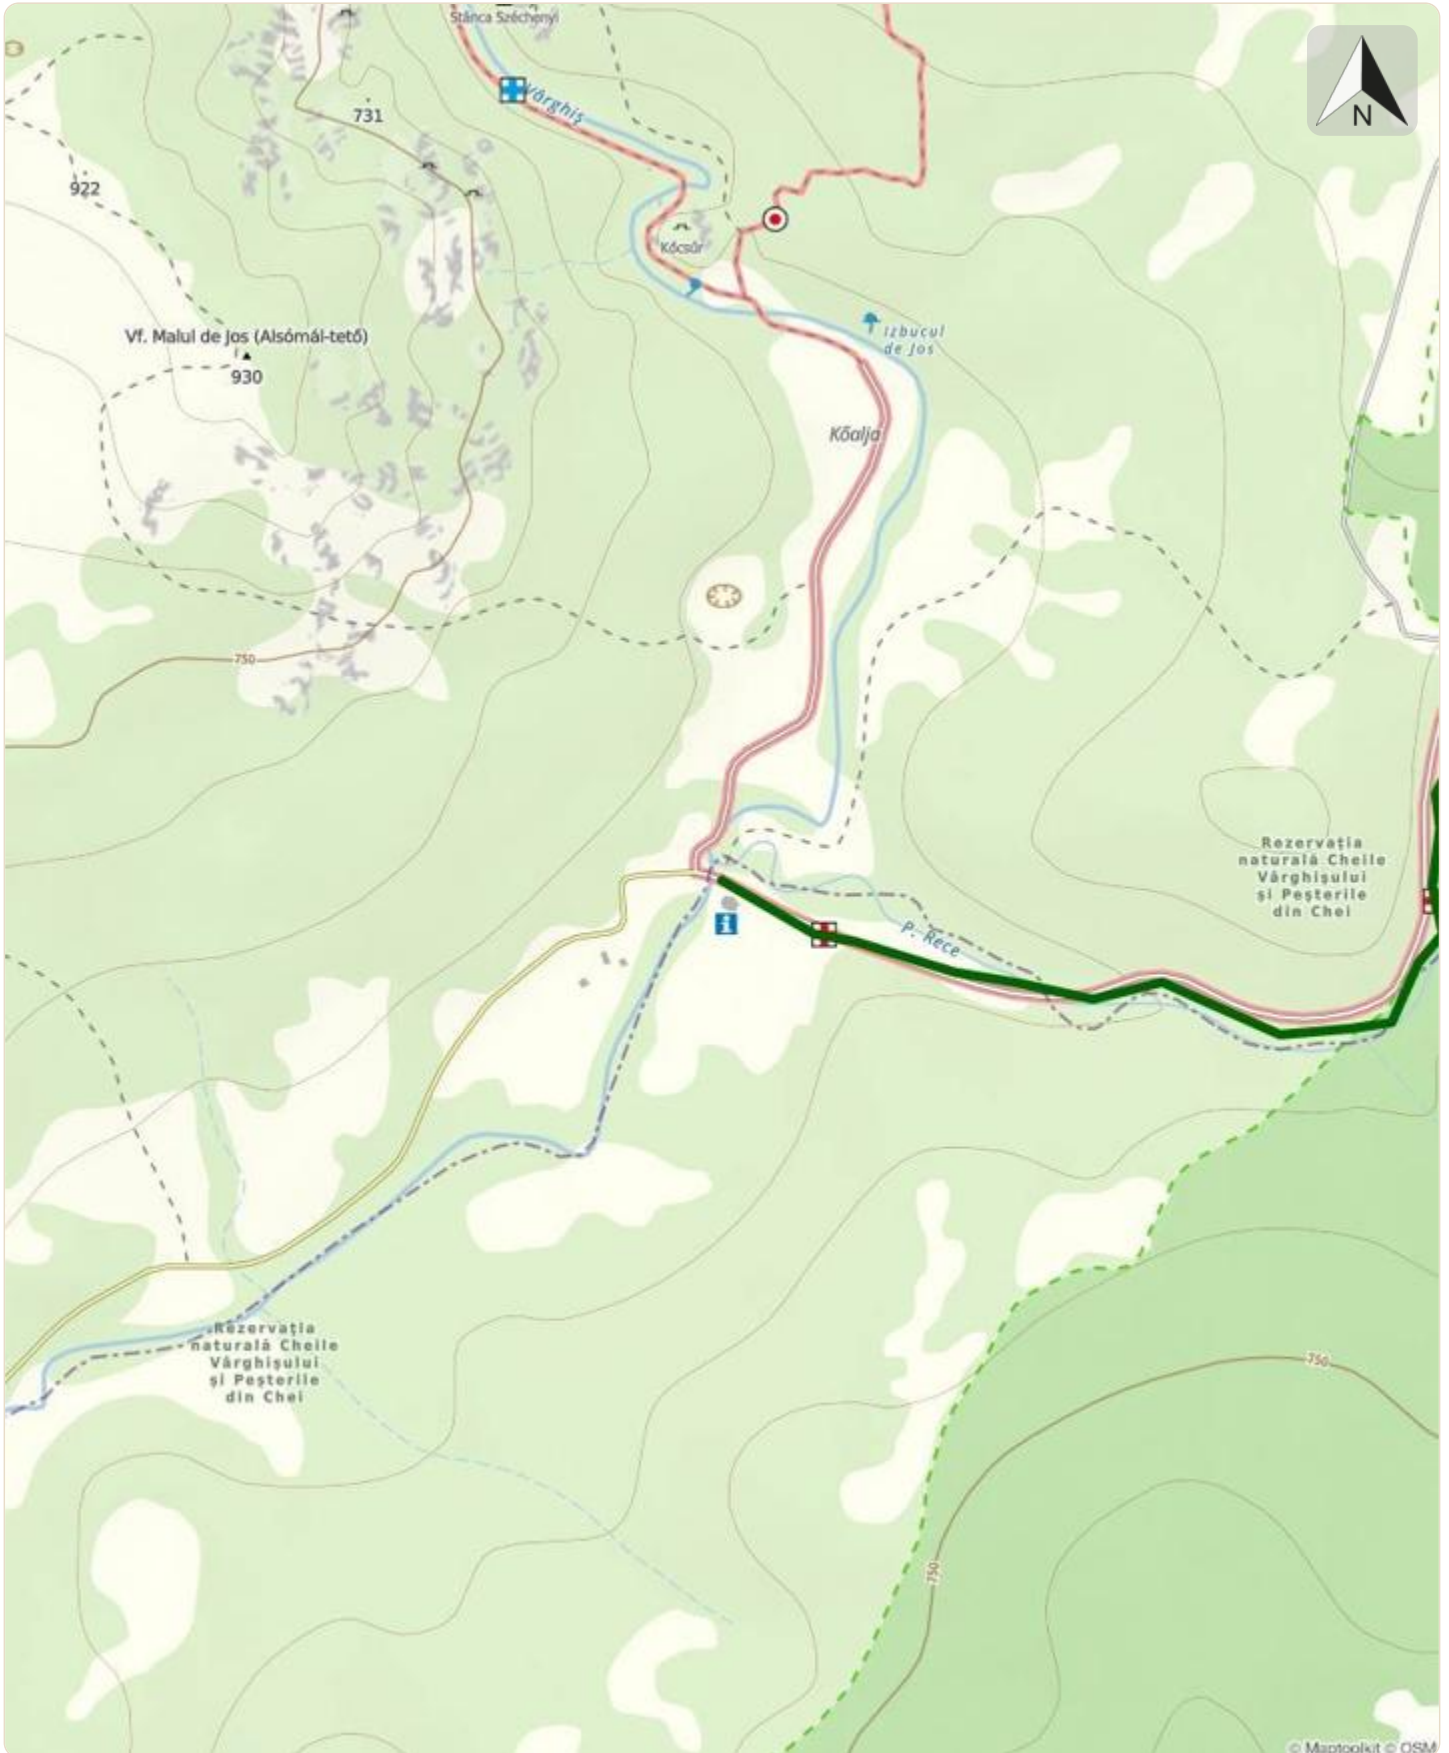 Stânca Széchenyi
N
Vârghiș
731
922
Kőcsűr
Izbucul
de Jos
Vf. Malul de Jos (Alsómál-tető)
930
Kőalja
750
Rezervația
naturală Cheile
Vârghișului
și Peșterile
din Chei
i
P. Rece
Rezervația
naturală Cheile
Vârghișului
și Peșterile
din Chei
750
750
© Maptoolkit © OSM